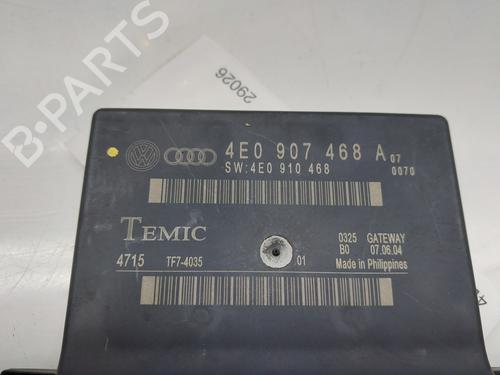 B-PARTS
29026
4E0 907 468 A 07
SW:4E0 910 468 0070
TEMIC
0325 GATEWAY
4715 TF7-4035 B0 07.06.04
01 Made in Philippines